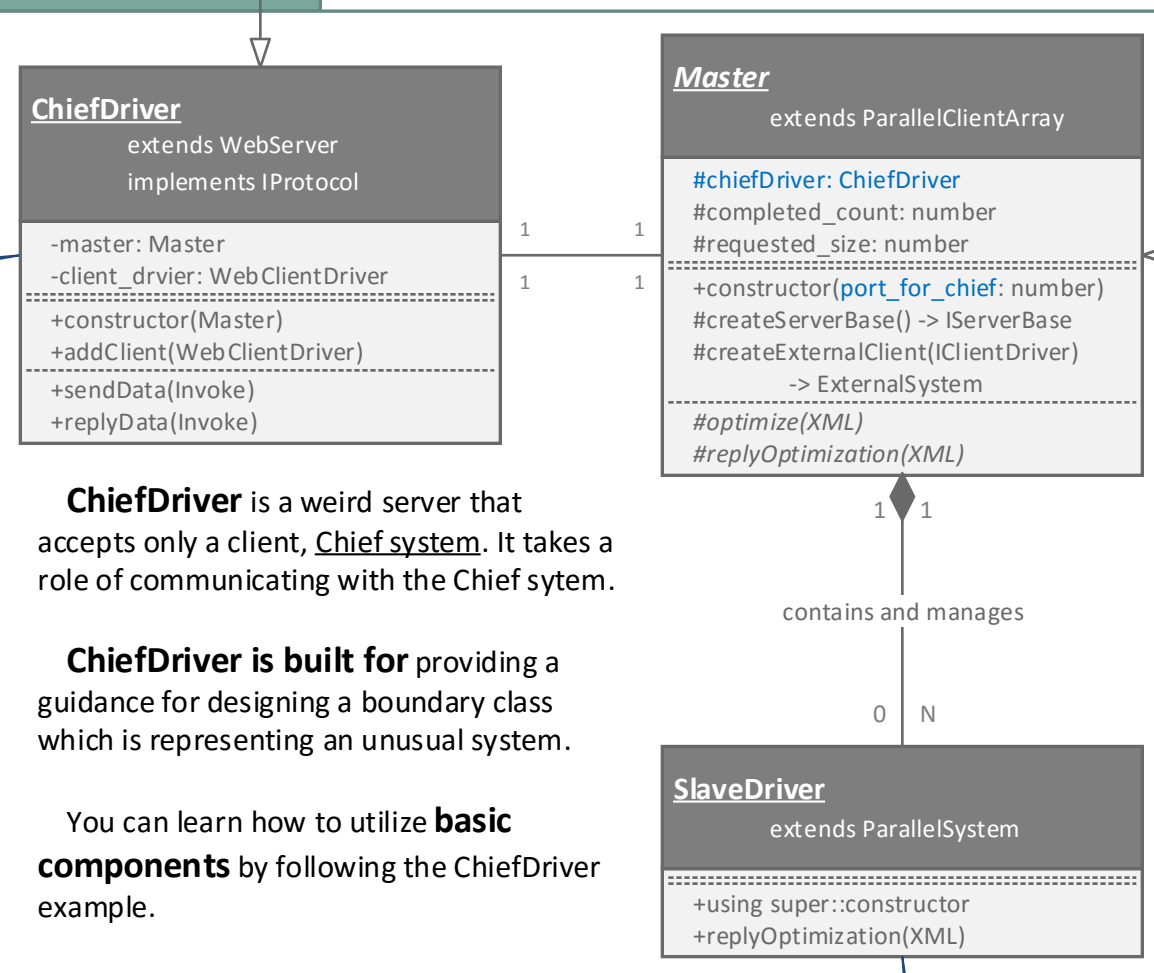 ChiefDriver
extends WebServer
implements IProtocol
-master: Master
-client_drvier: WebClientDriver
+constructor(Master)
+addClient(WebClientDriver)
+sendData(Invoke)
+replyData(Invoke)
1
1
1
1
Master
extends ParallelClientArray
#chiefDriver: ChiefDriver
#completed_count: number
#requested_size: number
+constructor(port_for_chief: number)
#createServerBase() -> IServerBase
#createExternalClient(IClientDriver)
-> ExternalSystem
#optimize(XML)
#replyOptimization(XML)
1 1
contains and manages
0 N
SlaveDriver
extends ParallelSystem
+using super::constructor
+replyOptimization(XML)
ChiefDriver is a weird server that
accepts only a client, Chief system. It takes a
role of communicating with the Chief sytem.
ChiefDriver is built for providing a
guidance for designing a boundary class
which is representing an unusual system.
You can learn how to utilize basic
components by following the ChiefDriver
example.